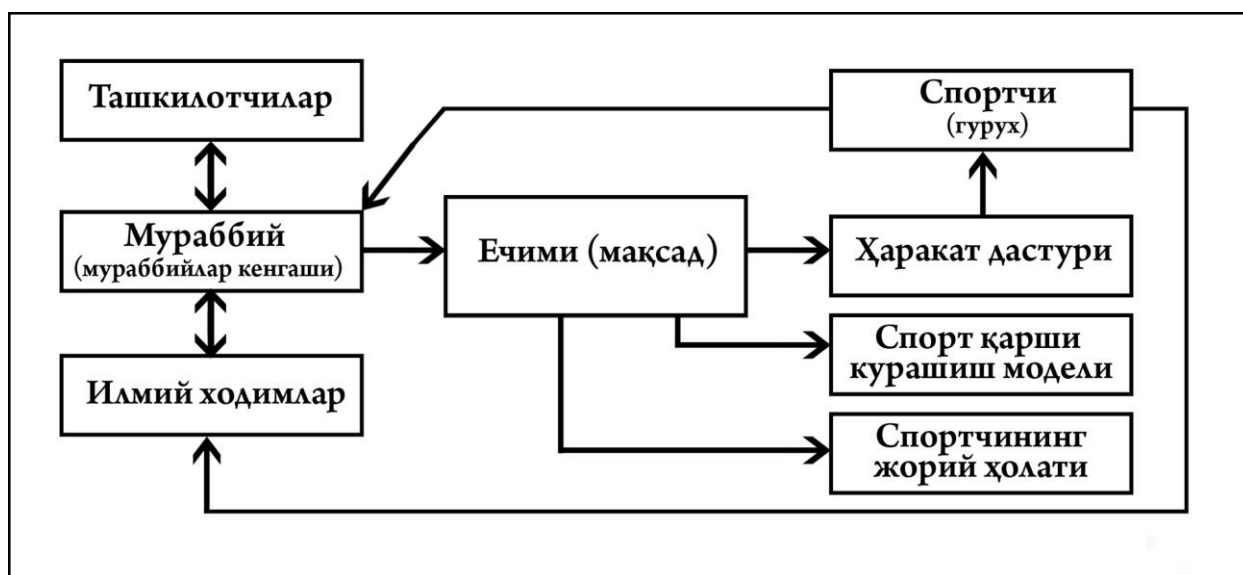 Ташкилотчилар
Спортчи
(гурух)
Мураббий
(мураббийлар кенгаши)
Ечими (мақсад)
Ҳаракат дастури
Спорт қарши
курашиш модели
Илмий ходимлар
Спортчининг
жорий ҳолати